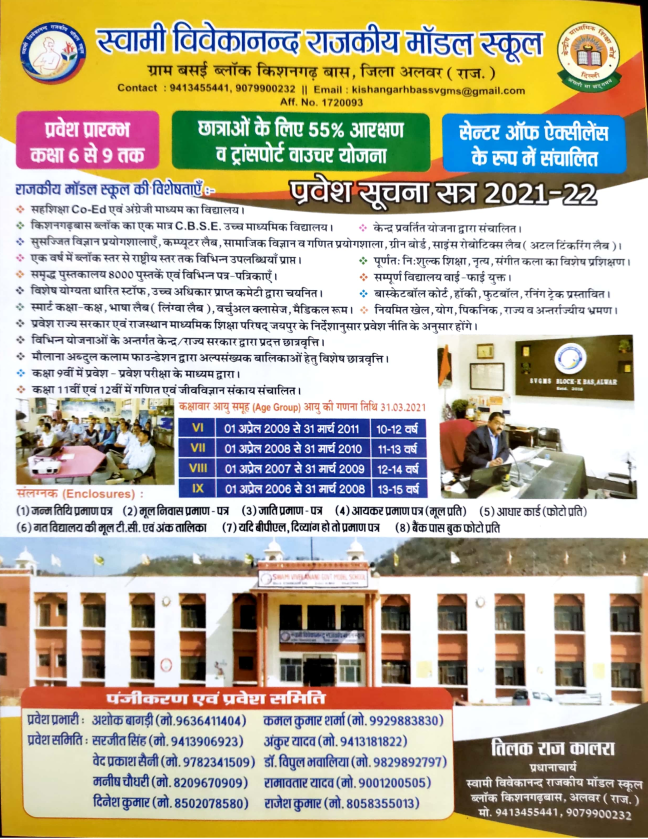 स्वामी विवेकानन्द राजकीय मॉडल स्कूल
ग्राम बसई ब्लॉक किशनगढ़ बास, जिला अलवर ( राज. )
Contact : 9413455441, 9079900232 || Email : kishangarhbassvgms@gmail.com
Aff. No. 1720093
प्रवेश प्रारम्भ
कक्षा 6 से 9 तक
छात्राओं के लिए 55% आरक्षण
व ट्रांसपोर्ट वाउचर योजना
सेन्टर ऑफ ऐक्सीलेंस
के रूप में संचालित
राजकीय मॉडल स्कूल की विशेषताएँ :-
प्रवेश सूचना सत्र 2021-22
सहशिक्षा Co-Ed एवं अंग्रेजी माध्यम का विद्यालय।
किशनगढ़बास ब्लॉक का एक मात्र C.B.S.E. उच्च माध्यमिक विद्यालय। केन्द्र प्रवर्तित योजना द्वारा संचालित।
सुसज्जित विज्ञान प्रयोगशालाएँ, कम्प्यूटर लैब, सामाजिक विज्ञान व गणित प्रयोगशाला, ग्रीन बोर्ड, साइंस रोबोटिक्स लैब ( अटल टिंकरिंग लैब )।
एक वर्ष में ब्लॉक स्तर से राष्ट्रीय स्तर तक विभिन्न उपलब्धियाँ प्राप्त। पूर्णत: नि:शुल्क शिक्षा, नृत्य, संगीत कला का विशेष प्रशिक्षण।
समृद्ध पुस्तकालय 8000 पुस्तकें एवं विभिन्न पत्र-पत्रिकाएँ। सम्पूर्ण विद्यालय वाई-फाई युक्त।
विशेष योग्यता धारित स्टॉफ, उच्च अधिकार प्राप्त कमेटी द्वारा चयनित। बास्केटबॉल कोर्ट, हॉकी, फुटबॉल, रनिंग ट्रेक प्रस्तावित।
स्मार्ट कक्षा-कक्ष, भाषा लैब ( लिंग्वा लैब ), वर्चुअल क्लासेज, मैडिकल रूम। नियमित खेल, योग, पिकनिक, राज्य व अन्तर्राज्यीय भ्रमण।
प्रवेश राज्य सरकार एवं राजस्थान माध्यमिक शिक्षा परिषद् जयपुर के निर्देशानुसार प्रवेश नीति के अनुसार होंगे।
विभिन्न योजनाओं के अन्तर्गत केन्द्र/राज्य सरकार द्वारा प्रदत्त छात्रवृत्ति।
मौलाना अब्दुल कलाम फाउन्डेशन द्वारा अल्पसंख्यक बालिकाओं हेतु विशेष छात्रवृत्ति।
कक्षा 9वीं में प्रवेश - प्रवेश परीक्षा के माध्यम द्वारा।
कक्षा 11वीं एवं 12वीं में गणित एवं जीवविज्ञान संकाय संचालित।
S V G M S BLOCK-K BAS, ALWAR
कक्षावार आयु समूह (Age Group) आयु की गणना तिथि 31.03.2021
VI 01 अप्रेल 2009 से 31 मार्च 2011 10-12 वर्ष
VII 01 अप्रेल 2008 से 31 मार्च 2010 11-13 वर्ष
VIII 01 अप्रेल 2007 से 31 मार्च 2009 12-14 वर्ष
IX 01 अप्रेल 2006 से 31 मार्च 2008 13-15 वर्ष
संलग्नक (Enclosures) :
(1) जन्म तिथि प्रमाण पत्र (2) मूल निवास प्रमाण - पत्र (3) जाति प्रमाण - पत्र (4) आयकर प्रमाण पत्र (मूल प्रति) (5) आधार कार्ड (फोटो प्रति)
(6) गत विद्यालय की मूल टी.सी. एवं अंक तालिका (7) यदि बीपीएल, दिव्यांग हो तो प्रमाण पत्र (8) बैंक पास बुक फोटो प्रति
SWAMI VIVEKANAND GOVT MODEL SCHOOL
स्वामी विवेकानन्द राजकीय मॉडल स्कूल
पंजीकरण एवं प्रवेश समिति
प्रवेश प्रभारी : अशोक बागड़ी (मो.9636411404) कमल कुमार शर्मा (मो. 9929883830)
प्रवेश समिति : सरजीत सिंह (मो. 9413906923) अंकुर यादव (मो. 9413181822)
वेद प्रकाश सैनी (मो. 9782341509) डॉ. विपुल भवालिया (मो. 9829892797)
मनीष चौधरी (मो. 8209670909) रामावतार यादव (मो. 9001200505)
दिनेश कुमार (मो. 8502078580) राजेश कुमार (मो. 8058355013)
तिलक राज कालरा
प्रधानाचार्य
स्वामी विवेकानन्द राजकीय मॉडल स्कूल
ब्लॉक किशनगढ़बास, अलवर ( राज. )
मो. 9413455441, 9079900232